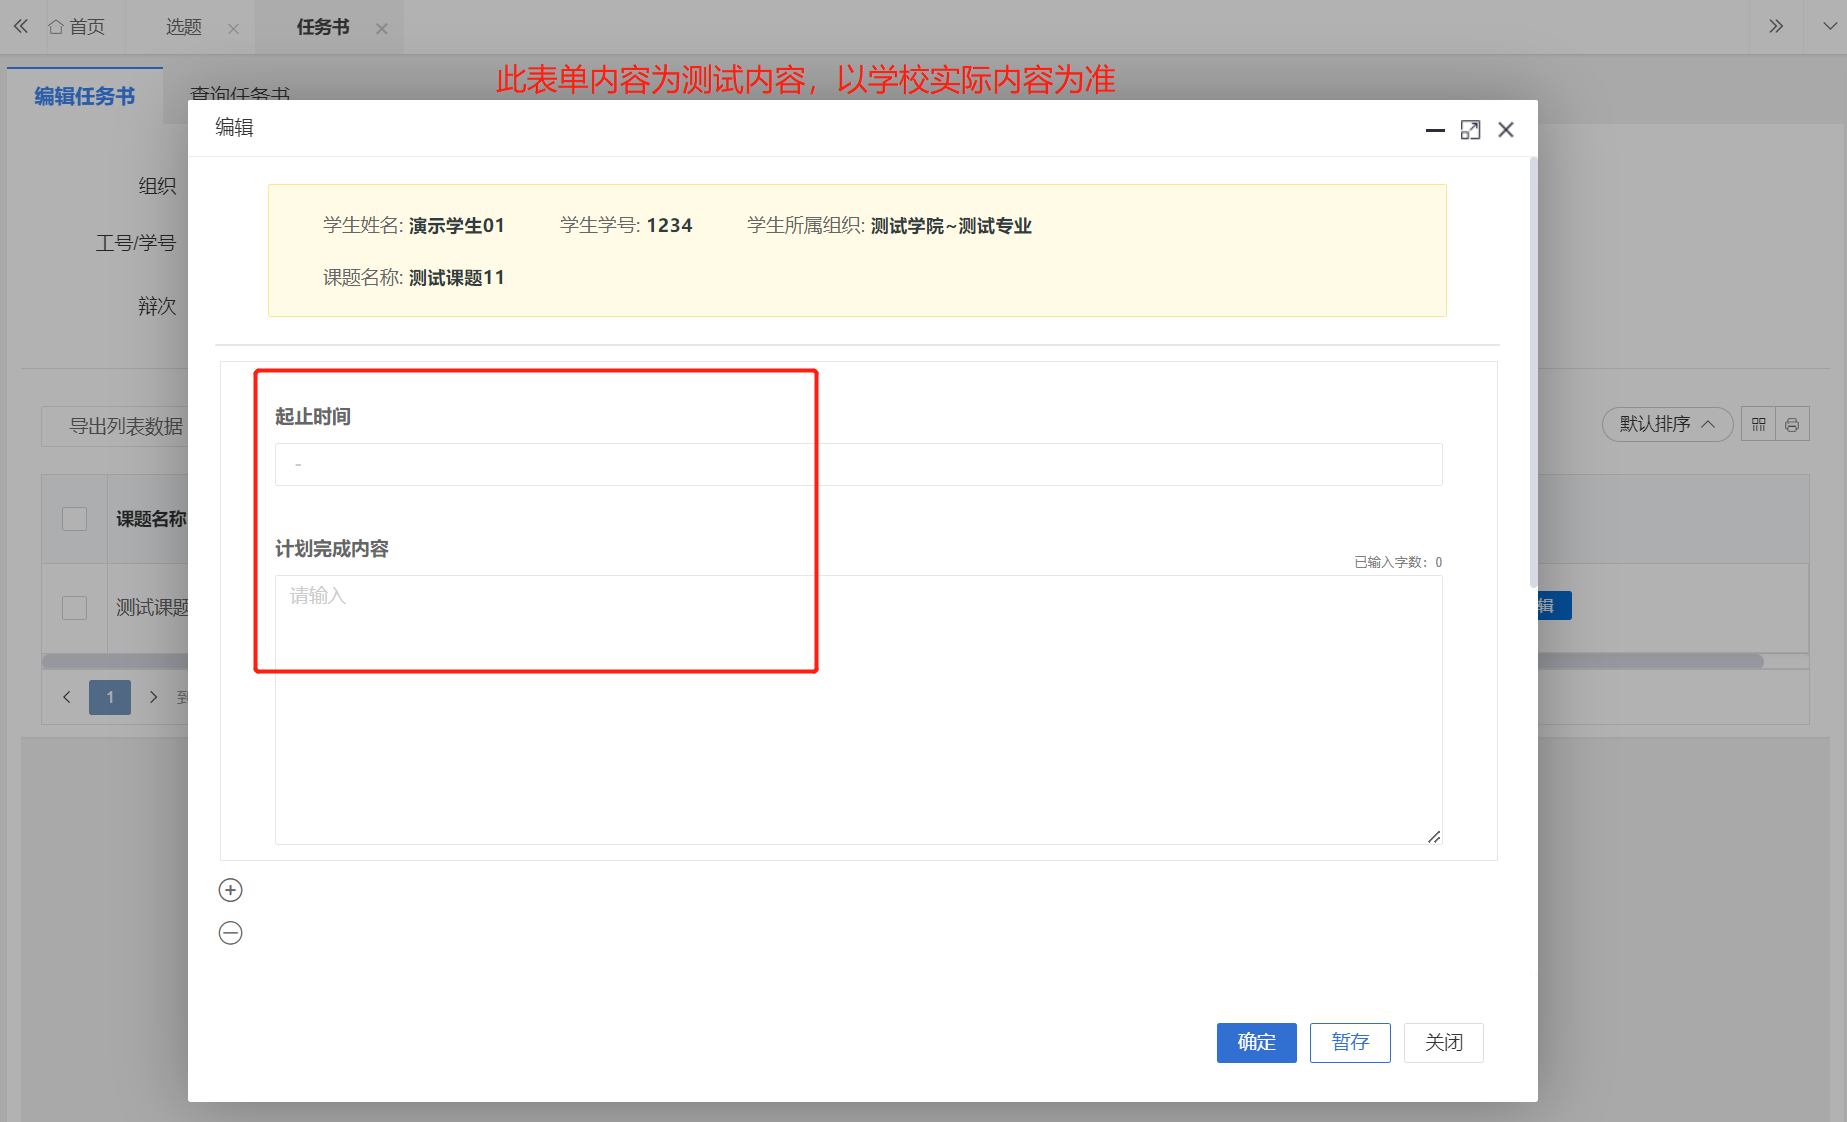 首页 选题 任务书
此表单内容为测试内容，以学校实际内容为准
编辑任务书 查询任务书
编辑
组织
工号/学号
辩次
学生姓名: 演示学生01 学生学号: 1234 学生所属组织: 测试学院~测试专业
课题名称: 测试课题11
起止时间
-
导出列表数据 默认排序
课题名称
计划完成内容 已输入字数：0
请输入
测试课题 辑
1 到
确定 暂存 关闭